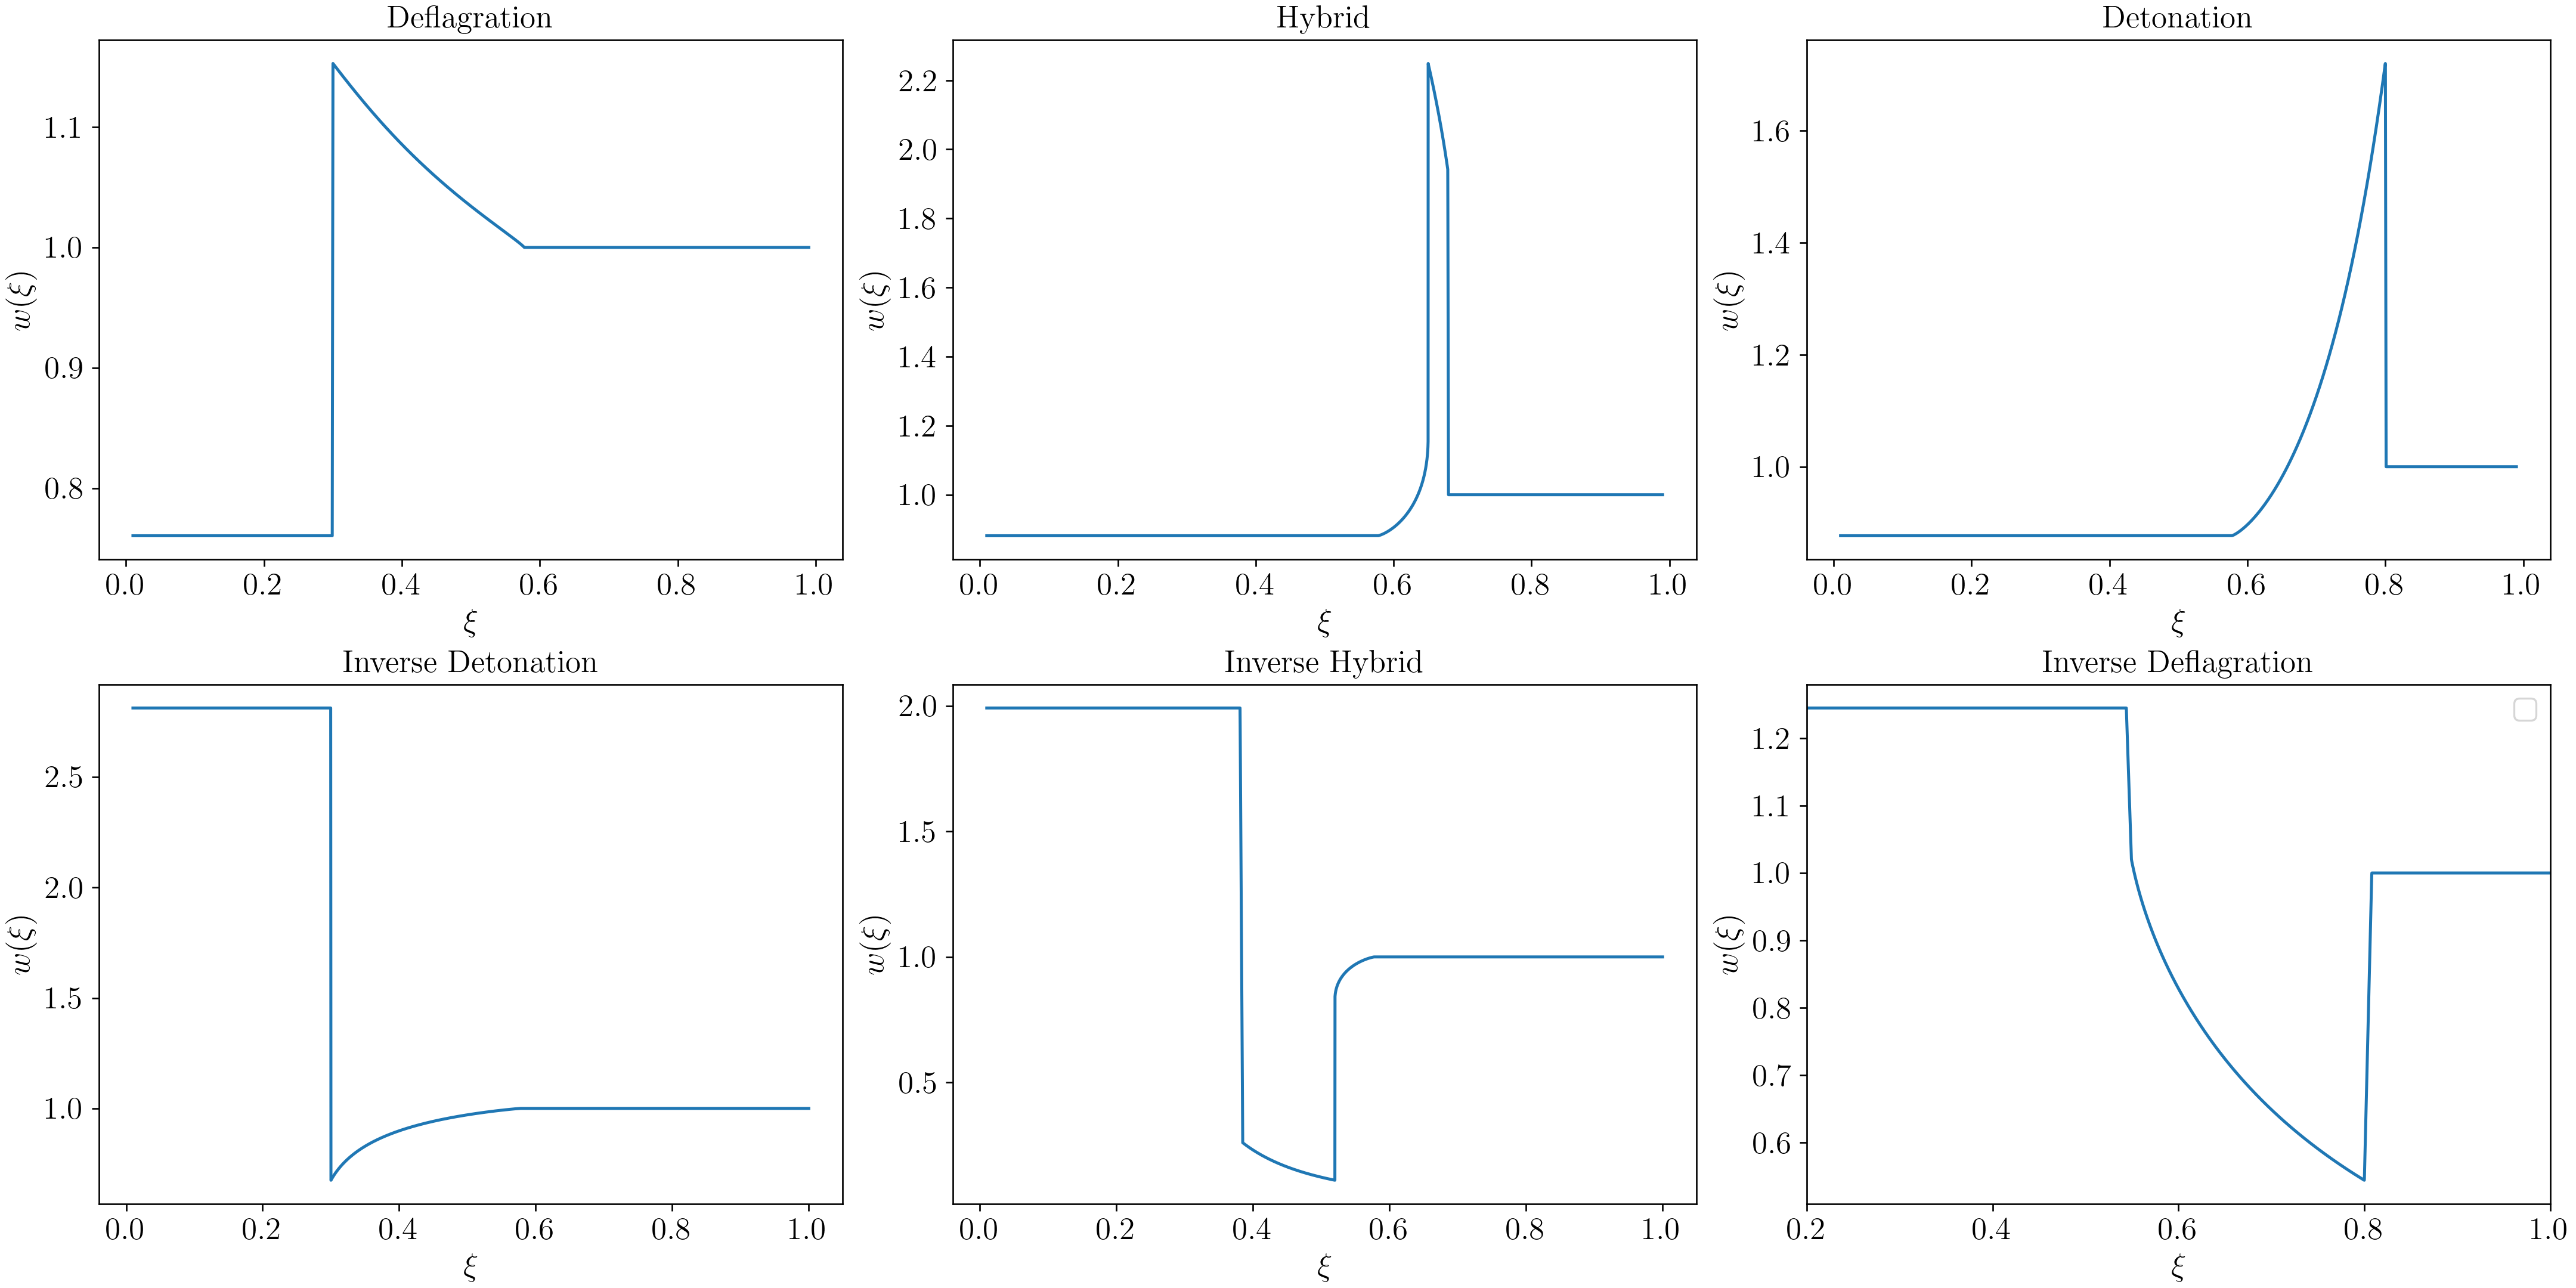 Deflagration
1.1
1.0
0.9
0.8
w(ξ)
0.0 0.2 0.4 0.6 0.8 1.0
ξ
Hybrid
2.2
2.0
1.8
1.6
1.4
1.2
1.0
w(ξ)
0.0 0.2 0.4 0.6 0.8 1.0
ξ
Detonation
1.6
1.4
1.2
1.0
w(ξ)
0.0 0.2 0.4 0.6 0.8 1.0
ξ
Inverse Detonation
2.5
2.0
1.5
1.0
w(ξ)
0.0 0.2 0.4 0.6 0.8 1.0
ξ
Inverse Hybrid
2.0
1.5
1.0
0.5
w(ξ)
0.0 0.2 0.4 0.6 0.8 1.0
ξ
Inverse Deflagration
1.2
1.1
1.0
0.9
0.8
0.7
0.6
w(ξ)
0.2 0.4 0.6 0.8 1.0
ξ